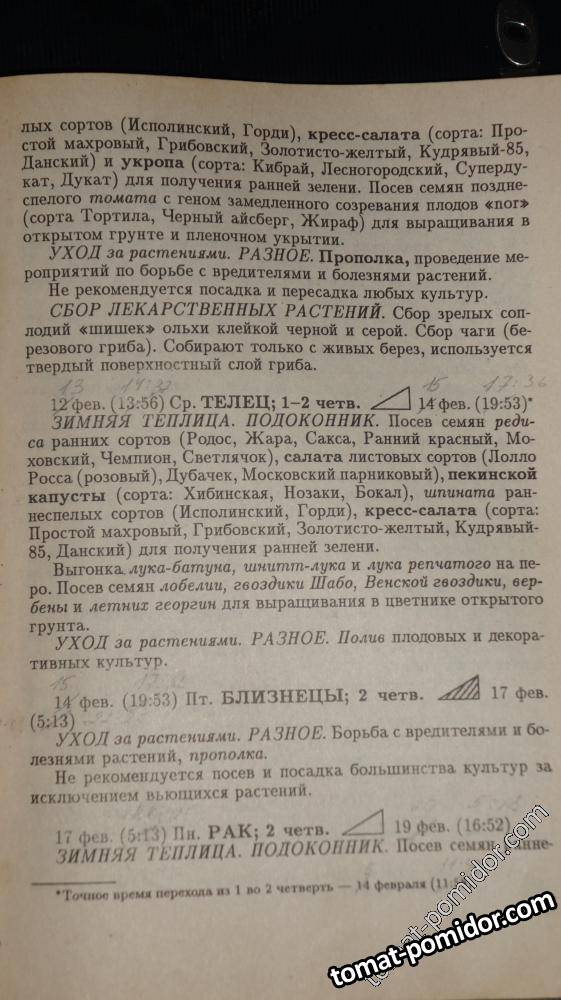 лых сортов (Исполинский, Горди), кресс-салата (сорта: Про-
стой махровый, Грибовский, Золотисто-желтый, Кудрявый-85,
Данский) и укропа (сорта: Кибрай, Лесногородский, Суперду-
кат, Дукат) для получения ранней зелени. Посев семян поздне-
спелого томата с геном замедленного созревания плодов «nor»
(сорта Тортила, Черный айсберг, Жираф) для выращивания в
открытом грунте и пленочном укрытии.
УХОД за растениями. РАЗНОЕ. Прополка, проведение ме-
роприятий по борьбе с вредителями и болезнями растений.
Не рекомендуется посадка и пересадка любых культур.
СБОР ЛЕКАРСТВЕННЫХ РАСТЕНИЙ. Сбор зрелых соп-
лодий «шишек» ольхи клейкой черной и серой. Сбор чаги (бе-
резового гриба). Собирают только с живых берез, используется
твердый поверхностный слой гриба.
13 15 17:36
12 фев. (13:56) Ср. ТЕЛЕЦ; 1–2 четв. 14 фев. (19:53)*
ЗИМНЯЯ ТЕПЛИЦА. ПОДОКОННИК. Посев семян реди-
са ранних сортов (Родос, Жара, Сакса, Ранний красный, Мо-
ховский, Чемпион, Светлячок), салата листовых сортов (Лолло
Росса (розовый), Дубачек, Московский парниковый), пекинской
капусты (сорта: Хибинская, Нозаки, Бокал), шпината ран-
неспелых сортов (Исполинский, Горди), кресс-салата (сорта:
Простой махровый, Грибовский, Золотисто-желтый, Кудрявый-
85, Данский) для получения ранней зелени.
Выгонка лука-батуна, шнитт-лука и лука репчатого на пе-
ро. Посев семян лобелии, гвоздики Шабо, Венской гвоздики, вер-
бены и летних георгин для выращивания в цветнике открытого
грунта.
УХОД за растениями. РАЗНОЕ. Полив плодовых и декора-
тивных культур.
15
14 фев. (19:53) Пт. БЛИЗНЕЦЫ; 2 четв. 17 фев.
(5:13)
УХОД за растениями. РАЗНОЕ. Борьба с вредителями и бо-
лезнями растений, прополка.
Не рекомендуется посев и посадка большинства культур за
исключением вьющихся растений.
17 фев. (5:13) Пн. РАК; 2 четв. 19 фев. (16:52)
ЗИМНЯЯ ТЕПЛИЦА. ПОДОКОННИК. Посев семян
*Точное время перехода из 1 во 2 четверть — 14 февраля
tomat-pomidor.com
tomat-pomidor.com